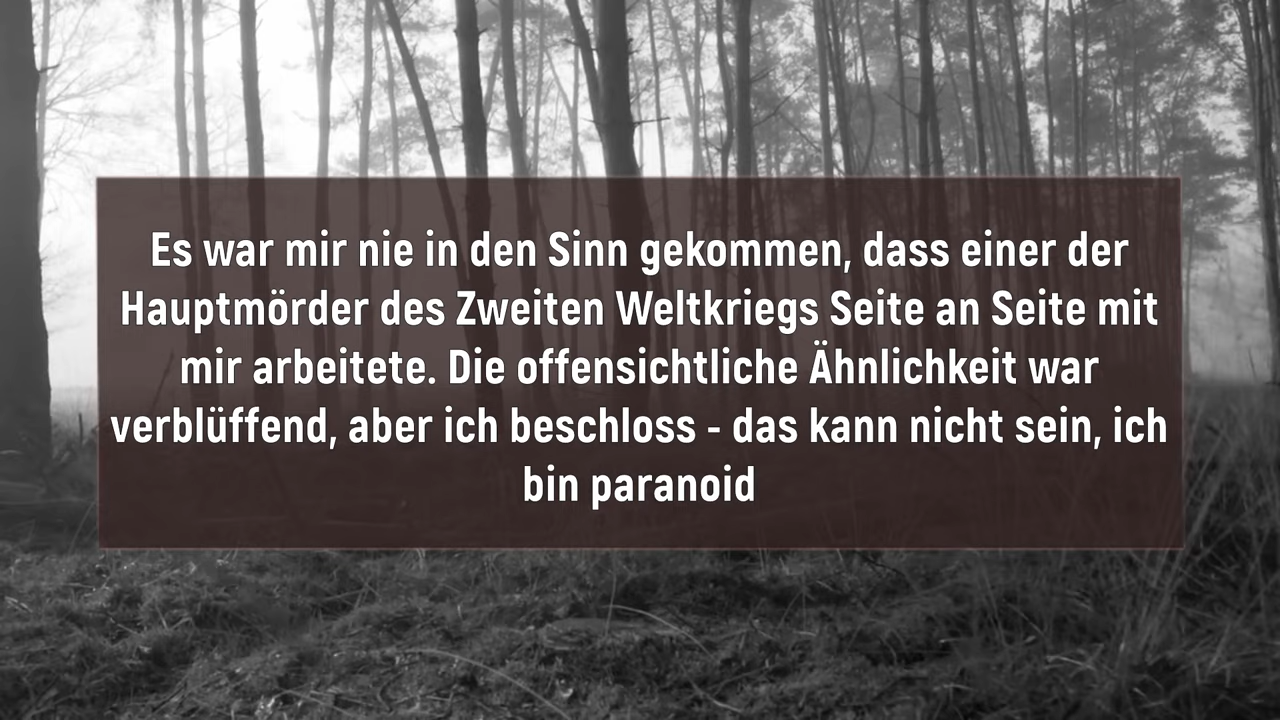 Es war mir nie in den Sinn gekommen, dass einer der
Hauptmörder des Zweiten Weltkriegs Seite an Seite mit
mir arbeitete. Die offensichtliche Ähnlichkeit war
verblüffend, aber ich beschloss - das kann nicht sein, ich
bin paranoid